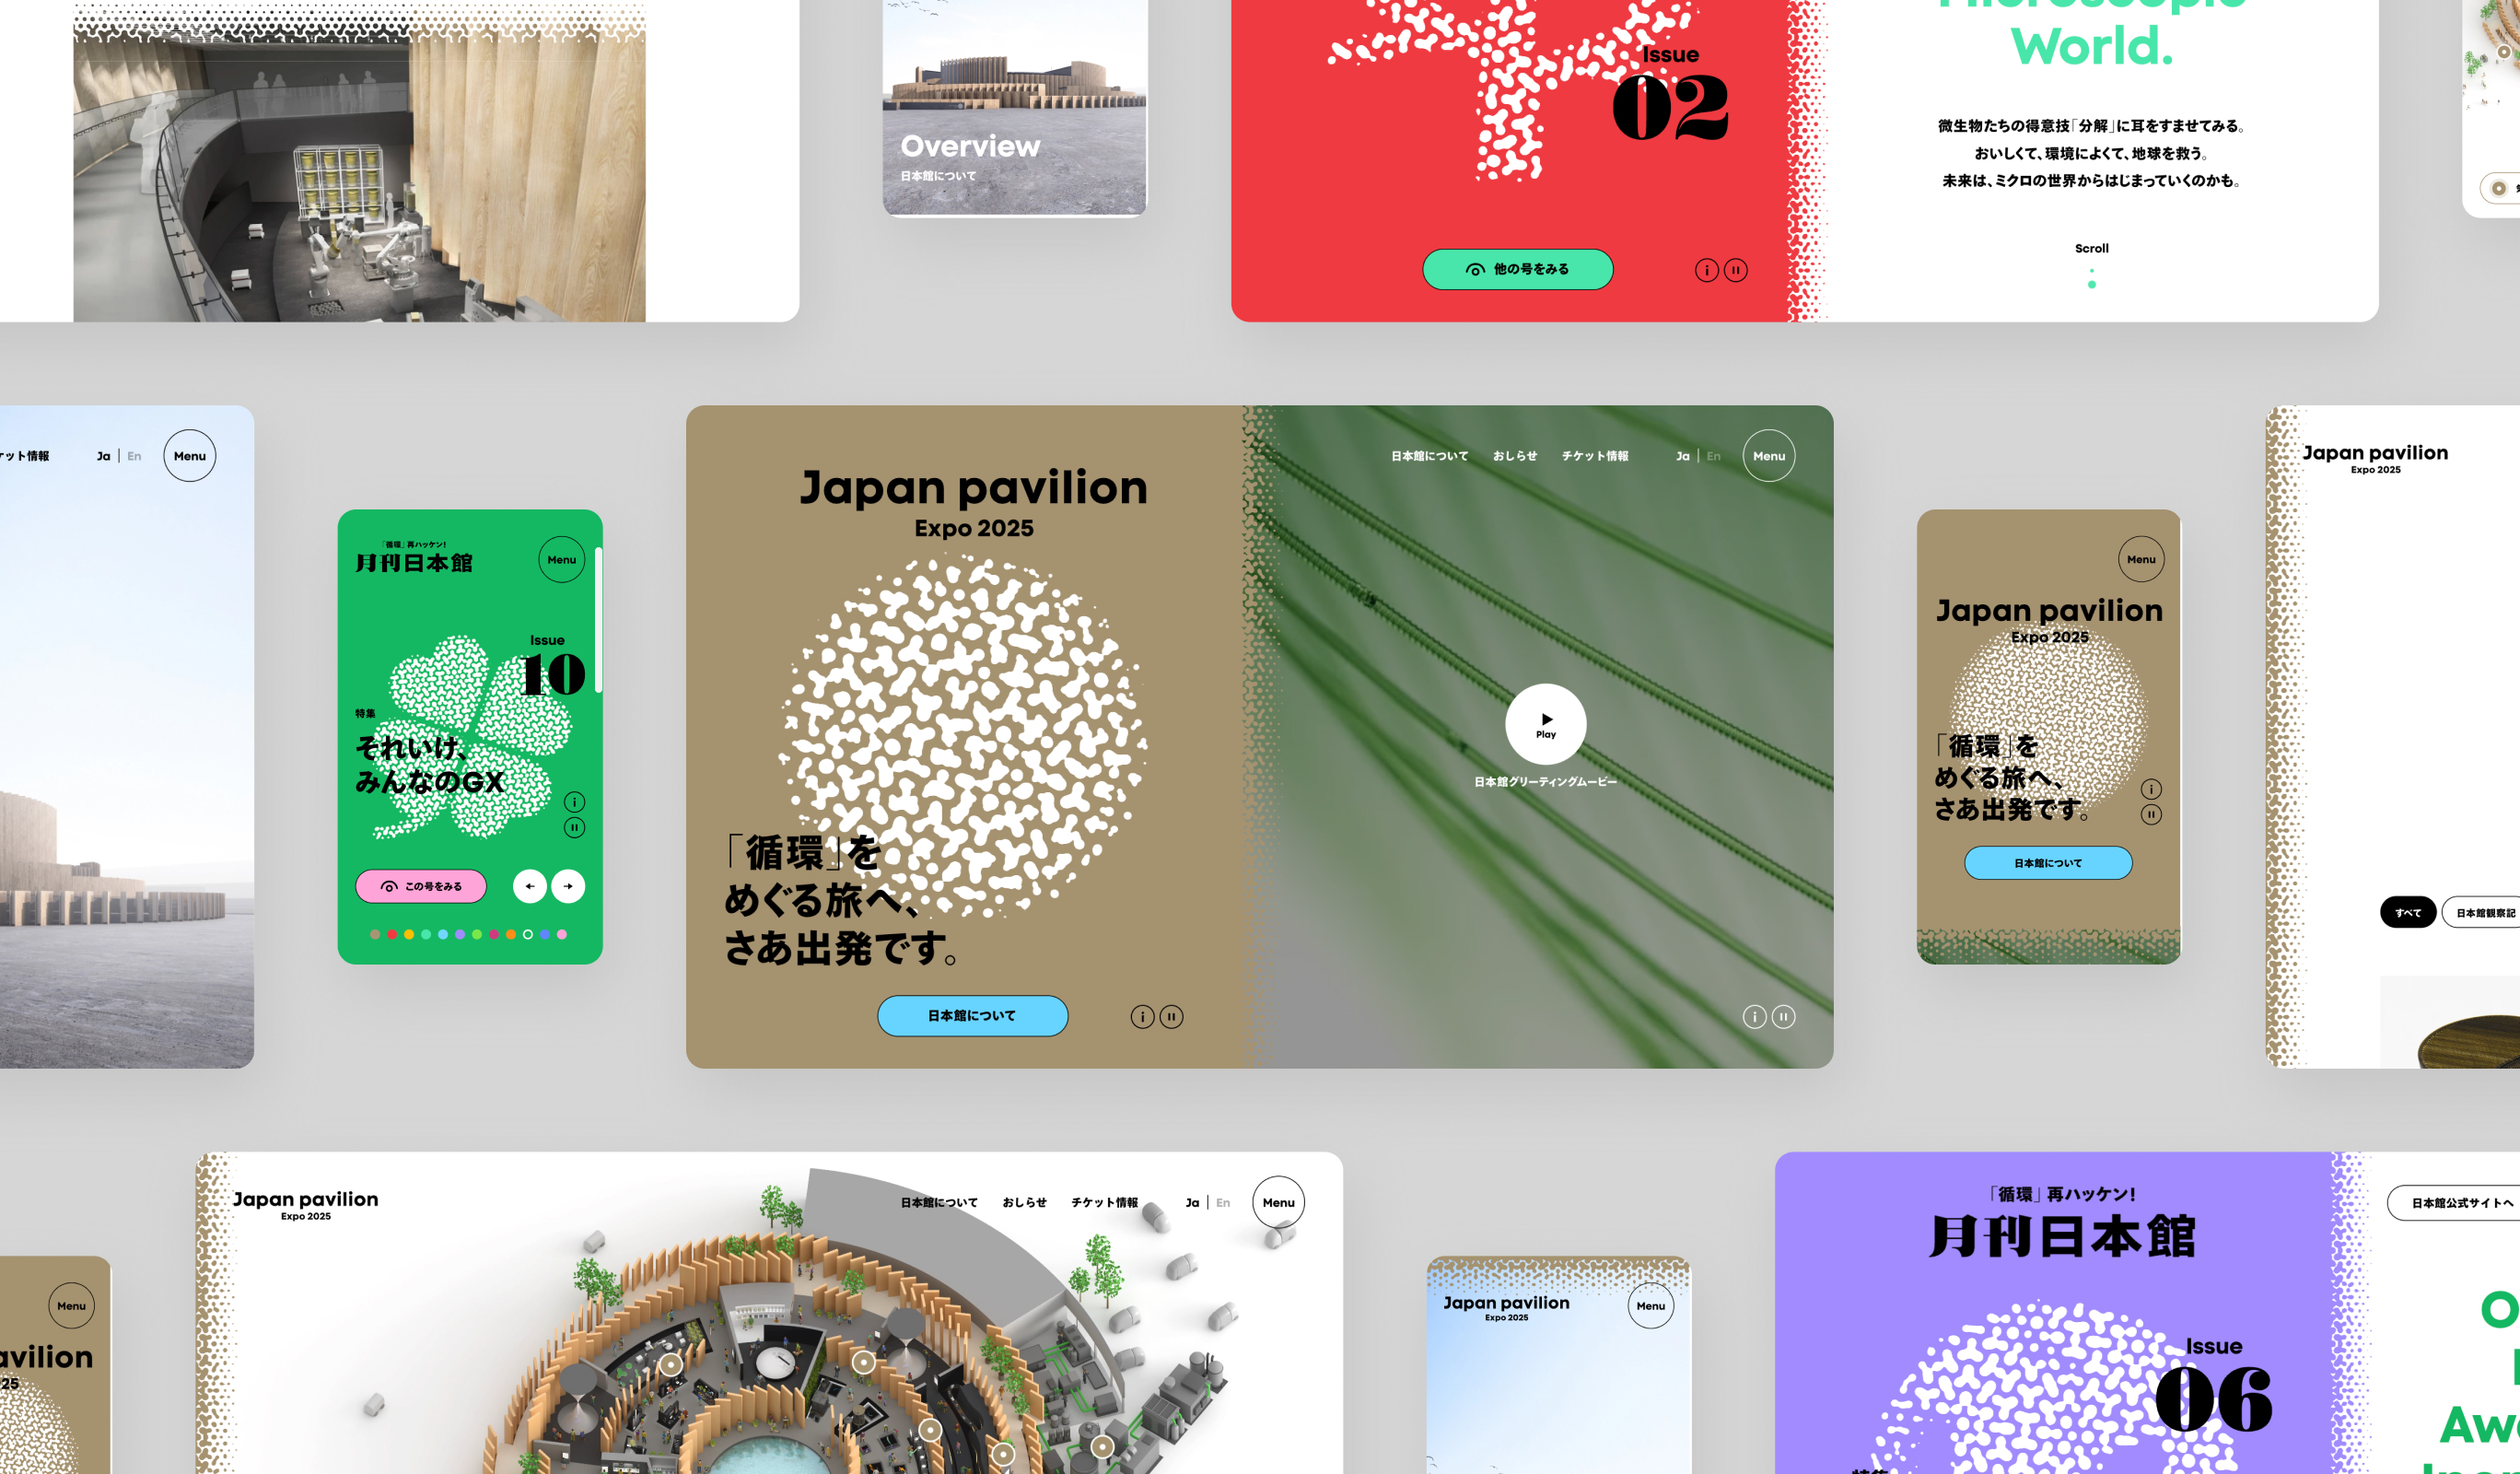 Overview
日本館について
Issue
02
他の号をみる
World.
微生物たちの得意技「分解」に耳をすませてみる。
おいしくて、環境によくて、地球を救う。
未来は、ミクロの世界からはじまっていくのかも。
Scroll
ケット情報
Ja | En
Menu
「循環」再ハッケン!
月刊日本館
Menu
Issue
10
特集
それいけ、
みんなのGX
この号をみる
Japan pavilion
Expo 2025
「循環」を
めぐる旅へ、
さあ出発です。
日本館について
日本館について
おしらせ
チケット情報
Ja | En
Menu
Play
日本館グリーティングムービー
Menu
Japan pavilion
Expo 2025
「循環」を
めぐる旅へ、
さあ出発です。
日本館について
Japan pavilion
Expo 2025
すべて
日本館観察記
Menu
avilion
25
Japan pavilion
Expo 2025
日本館について
おしらせ
チケット情報
Ja | En
Menu
Japan pavilion
Expo 2025
Menu
「循環」再ハッケン!
月刊日本館
Issue
06
日本館公式サイトへ